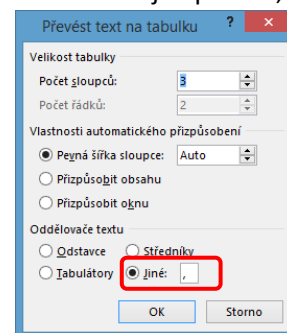 Převést text na tabulku ? ×
Velikost tabulky
Počet sloupců: 3
Počet řádků: 2
Vlastnosti automatického přizpůsobení
Pevná šířka sloupce: Auto
Přizpůsobit obsahu
Přizpůsobit oknu
Oddělovače textu
Odstavce Středníky
Tabulátory Jiné: ,
OK Storno